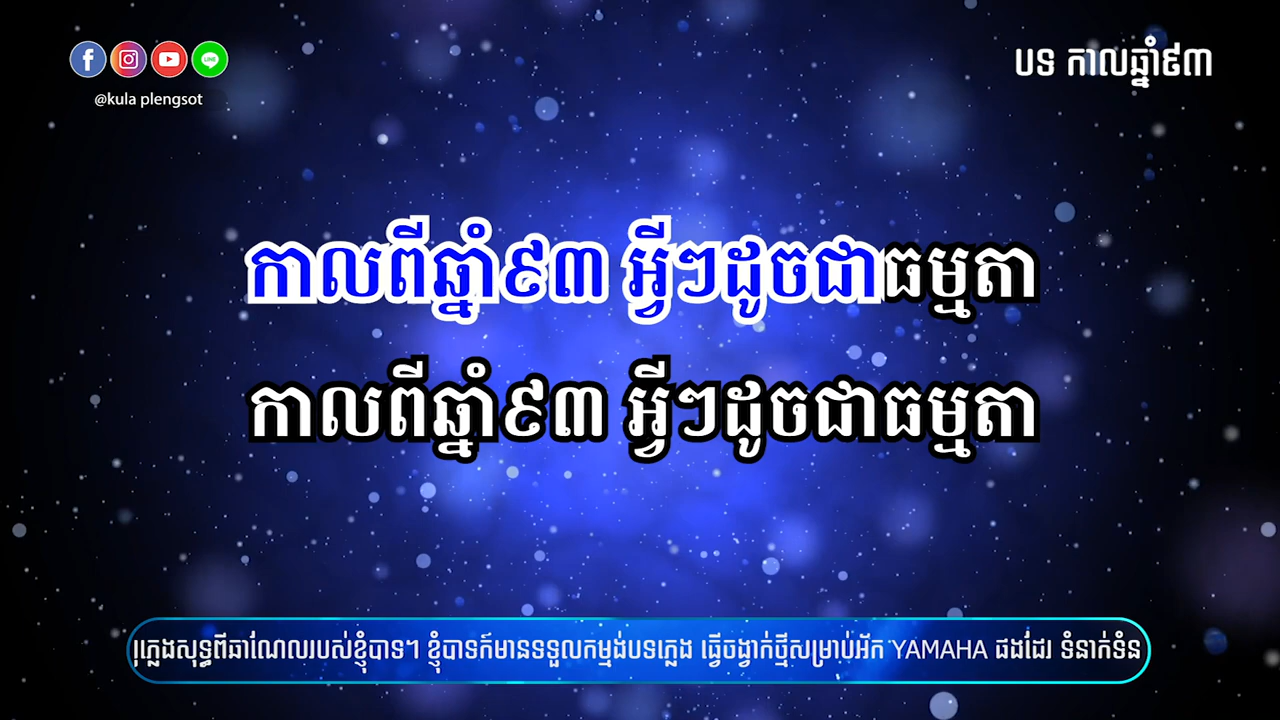 @kula plengsot
បទ កាលឆ្នាំ៩៣
កាលពីឆ្នាំ៩៣ អ្វីៗដូចជាធម្មតា
កាលពីឆ្នាំ៩៣ អ្វីៗដូចជាធម្មតា
ភ្លេងសុទ្ធពីឆាណែលរបស់ខ្ញុំបាទ។ ខ្ញុំបាទក៍មានទទួលកម្មង់បទភ្លេង ធ្វើចង្វាក់ថ្មីសម្រាប់អ័ក YAMAHA ផងដែរ ទំនាក់ទំន